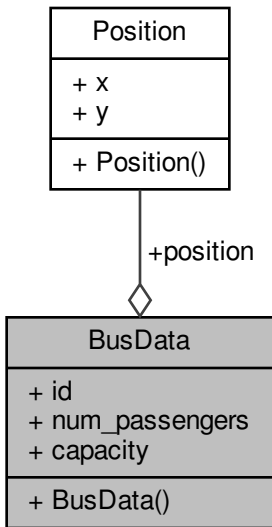 Position
+ x
+ y
+ Position()
+position
BusData
+ id
+ num_passengers
+ capacity
+ BusData()